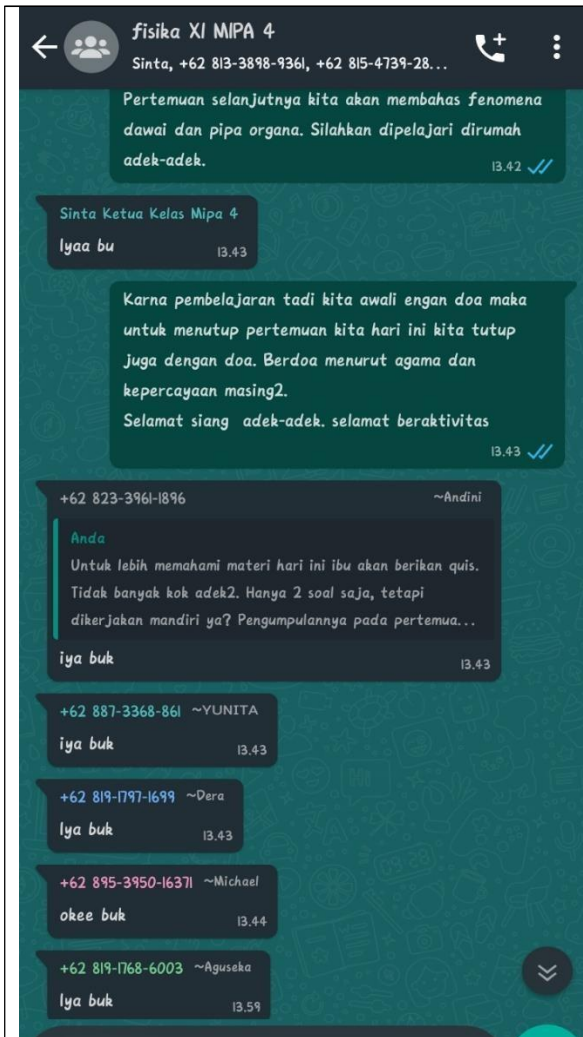 fisika XI MIPA 4
Sinta, +62 813-3898-9361, +62 815-4739-28...
Pertemuan selanjutnya kita akan membahas fenomena
dawai dan pipa organa. Silahkan dipelajari dirumah
adek-adek.
13.42
Sinta Ketua Kelas Mipa 4
Iyaa bu
13.43
Karna pembelajaran tadi kita awali engan doa maka
untuk menutup pertemuan kita hari ini kita tutup
juga dengan doa. Berdoa menurut agama dan
kepercayaan masing2.
Selamat siang adek-adek. selamat beraktivitas
13.43
+62 823-3961-1896 ~Andini
Anda
Untuk lebih memahami materi hari ini ibu akan berikan quis.
Tidak banyak kok adek2. Hanya 2 soal saja, tetapi
dikerjakan mandiri ya? Pengumpulannya pada pertemua...
iya buk
13.43
+62 887-3368-861 ~YUNITA
iya buk
13.43
+62 819-1797-1699 ~Dera
Iya buk
13.43
+62 895-3950-16371 ~Michael
okee buk
13.44
+62 819-1768-6003 ~Aguseka
Iya buk
13.59